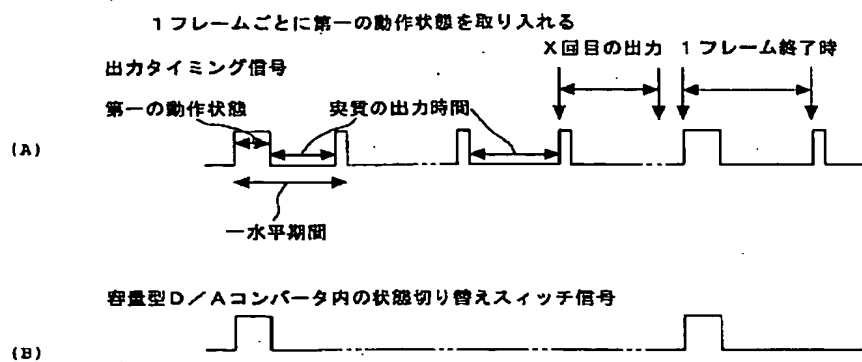 1フレームごとに第一の動作状態を取り入れる
X回目の出力 1フレーム終了時
出力タイミング信号
第一の動作状態 実質の出力時間
(A)
一水平期間
容量型D/Aコンバータ内の状態切り替えスィッチ信号
(B)